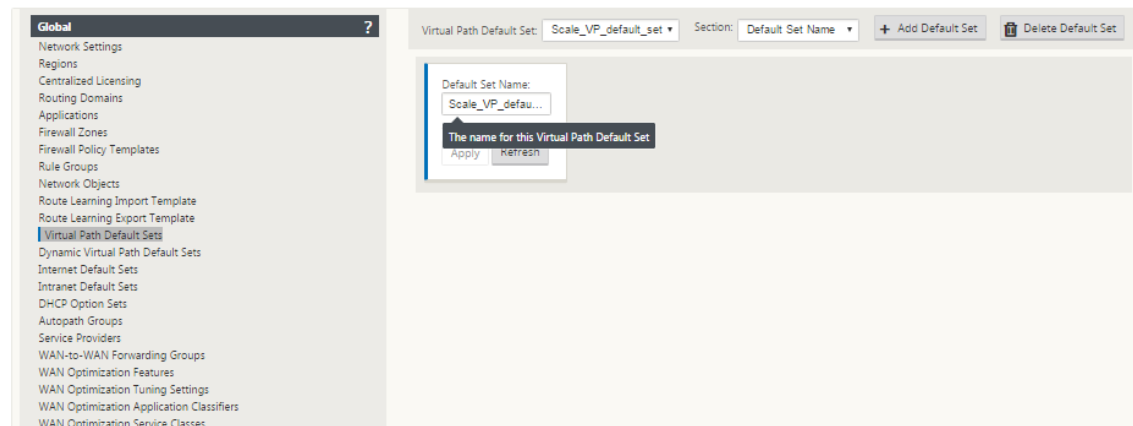 Global ?
Network Settings
Regions
Centralized Licensing
Routing Domains
Applications
Firewall Zones
Firewall Policy Templates
Rule Groups
Network Objects
Route Learning Import Template
Route Learning Export Template
Virtual Path Default Sets
Dynamic Virtual Path Default Sets
Internet Default Sets
Intranet Default Sets
DHCP Option Sets
Autopath Groups
Service Providers
WAN-to-WAN Forwarding Groups
WAN Optimization Features
WAN Optimization Tuning Settings
WAN Optimization Application Classifiers
WAN Optimization Service Classes
Virtual Path Default Set: Scale_VP_default_set Section: Default Set Name + Add Default Set Delete Default Set
Default Set Name:
Scale_VP_defau...
The name for this Virtual Path Default Set
Apply Refresh